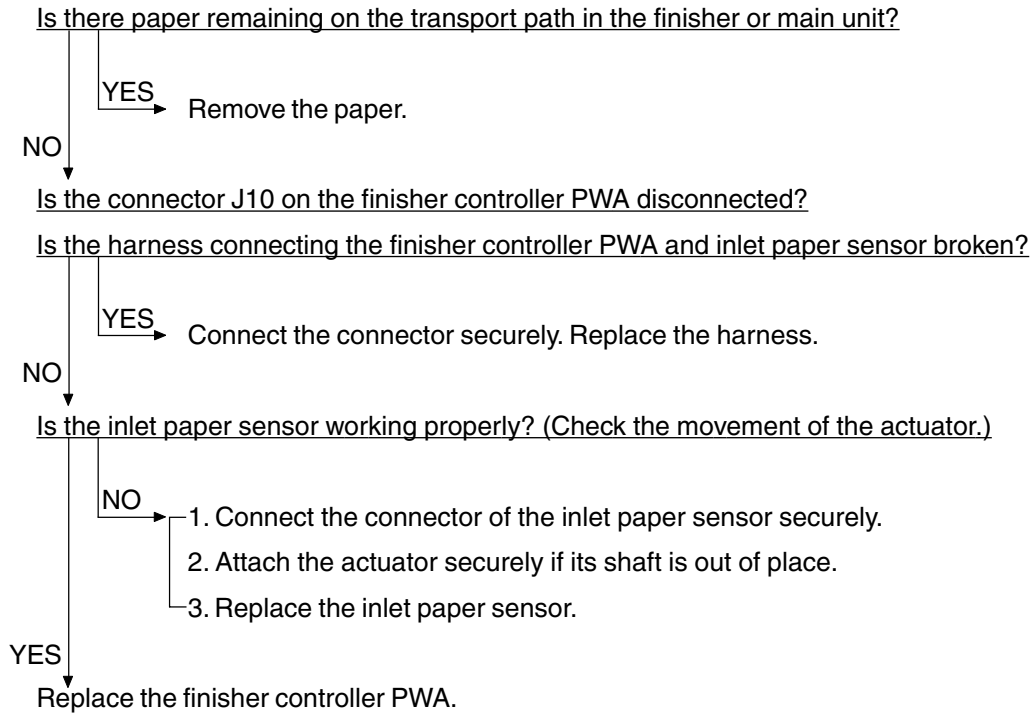 Is there paper remaining on the transport path in the finisher or main unit?
YES
Remove the paper.
NO
Is the connector J10 on the finisher controller PWA disconnected?
Is the harness connecting the finisher controller PWA and inlet paper sensor broken?
YES
Connect the connector securely. Replace the harness.
NO
Is the inlet paper sensor working properly? (Check the movement of the actuator.)
NO
1. Connect the connector of the inlet paper sensor securely.
2. Attach the actuator securely if its shaft is out of place.
3. Replace the inlet paper sensor.
YES
Replace the finisher controller PWA.